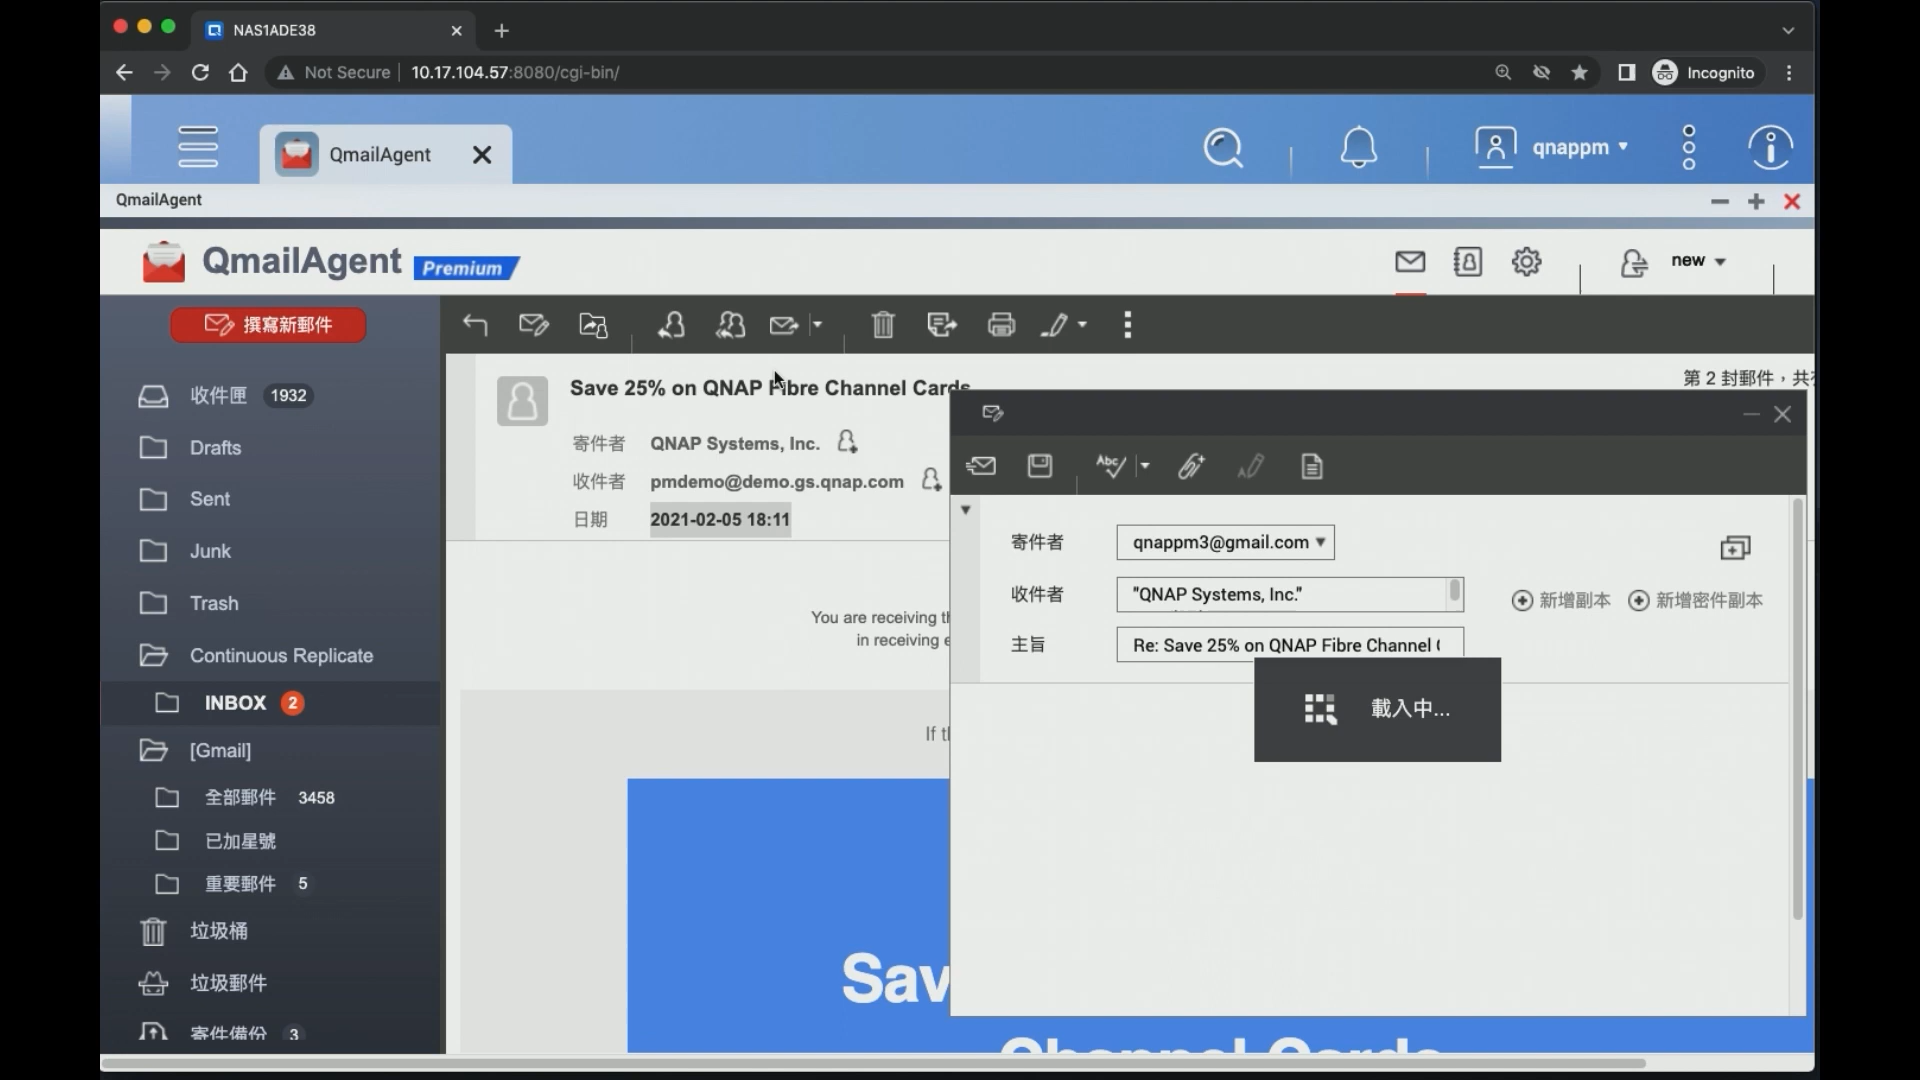 NAS1ADE38
Not Secure
10.17.104.57:8080/cgi-bin/
Incognito
QmailAgent
qnappm
QmailAgent
QmailAgent Premium
new
撰寫新郵件
收件匣 1932
Drafts
Sent
Junk
Trash
Continuous Replicate
INBOX 2
[Gmail]
全部郵件 3458
已加星號
重要郵件 5
垃圾桶
垃圾郵件
寄件備份 3
Save 25% on QNAP Fibre Channel Cards
第 2 封郵件，共
寄件者 QNAP Systems, Inc.
收件者 pmdemo@demo.gs.qnap.com
日期 2021-02-05 18:11
You are receiving
in receiving
If
Sav
Channel Cards
Abc
寄件者 qnappm3@gmail.com
收件者 "QNAP Systems, Inc."
新增副本 新增密件副本
主旨 Re: Save 25% on QNAP Fibre Channel
載入中...